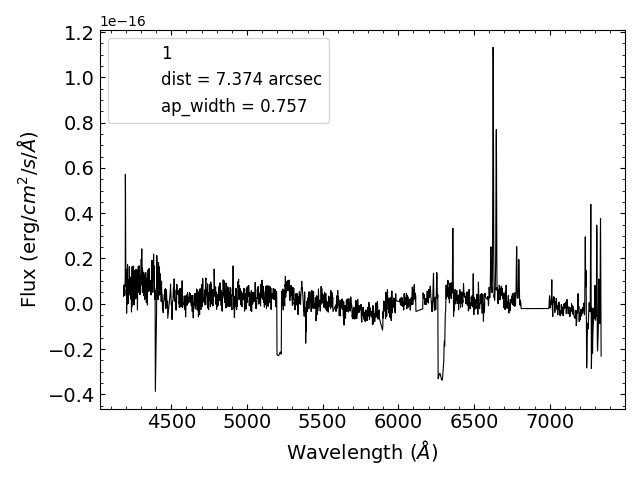 1e−16
1
dist = 7.374 arcsec
ap_width = 0.757
1.2
1.0
0.8
0.6
0.4
0.2
0.0
−0.2
−0.4
Flux (erg/cm²/s/Å)
4500 5000 5500 6000 6500 7000
Wavelength (Å)